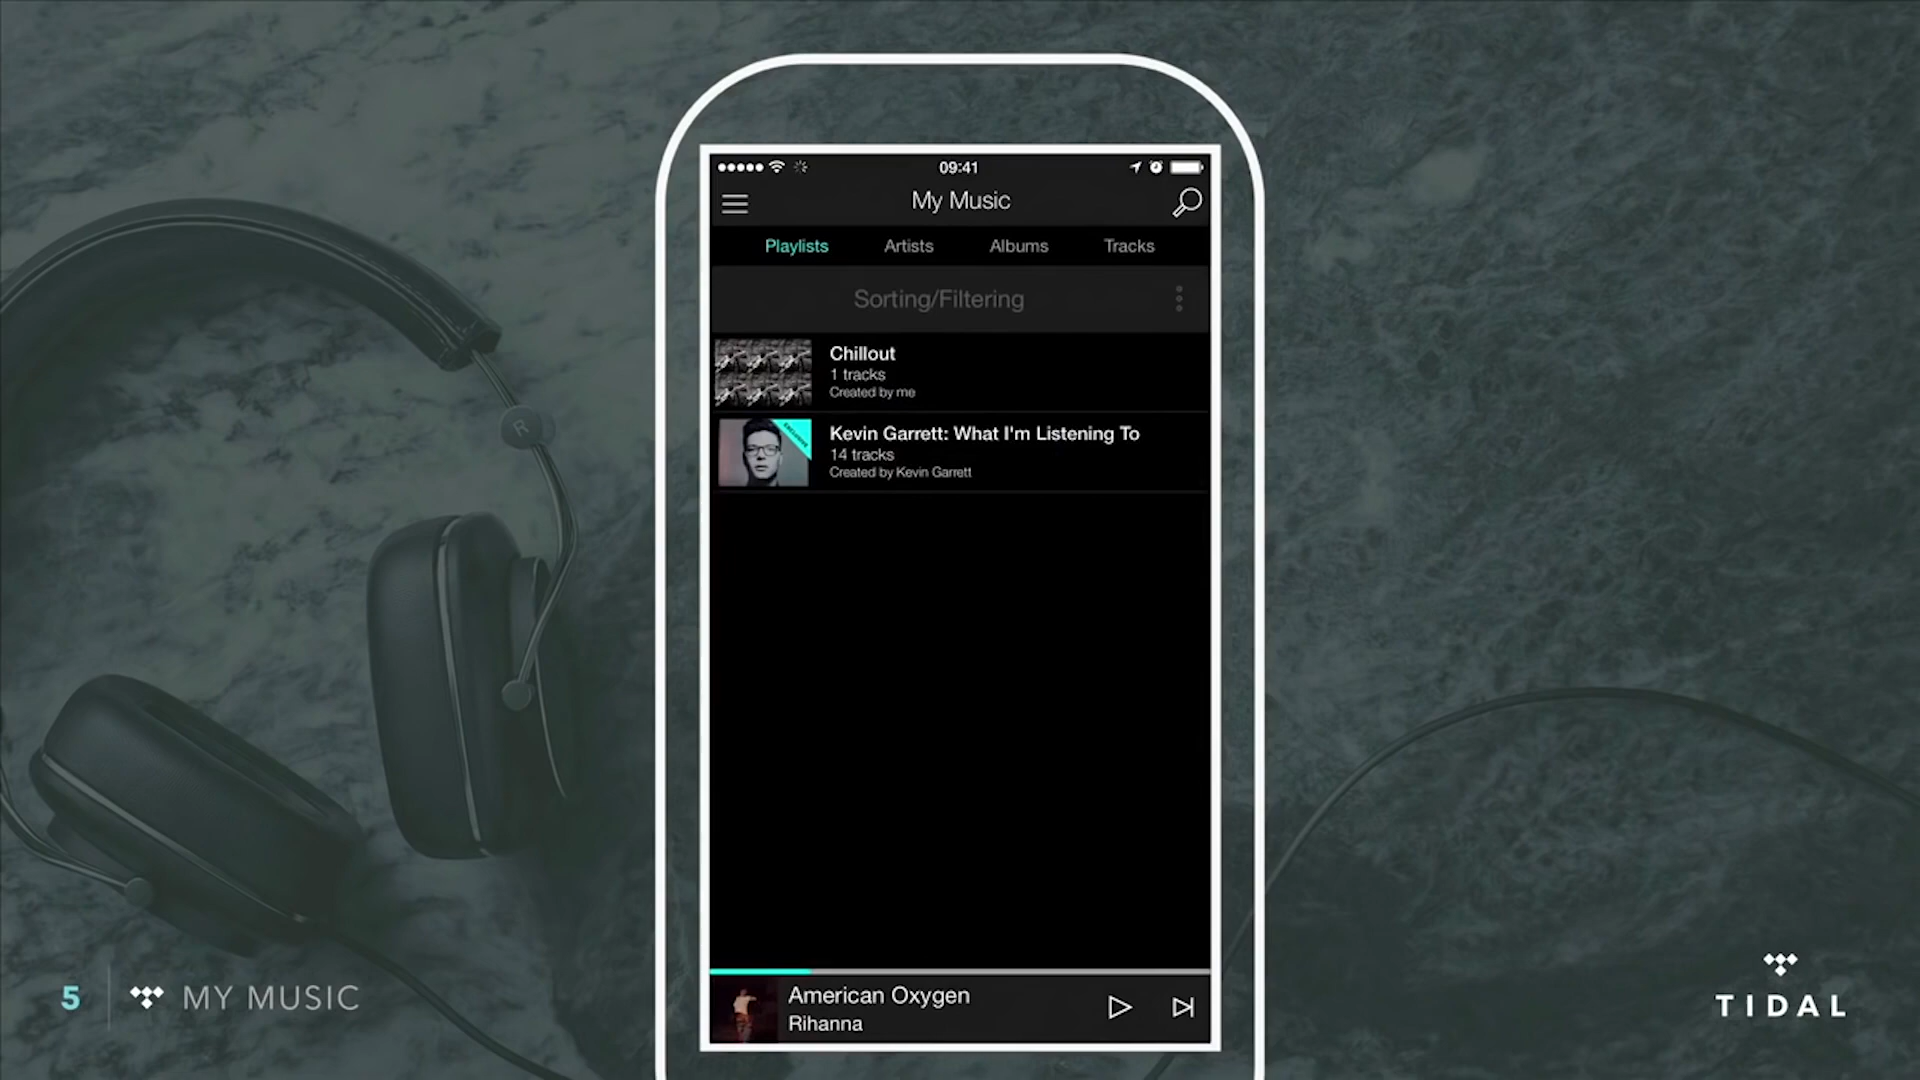 09:41
My Music
Playlists Artists Albums Tracks
Sorting/Filtering
Chillout
1 tracks
Created by me
EXCLUSIVE
Kevin Garrett: What I'm Listening To
14 tracks
Created by Kevin Garrett
American Oxygen
Rihanna
R
5 MY MUSIC
TIDAL